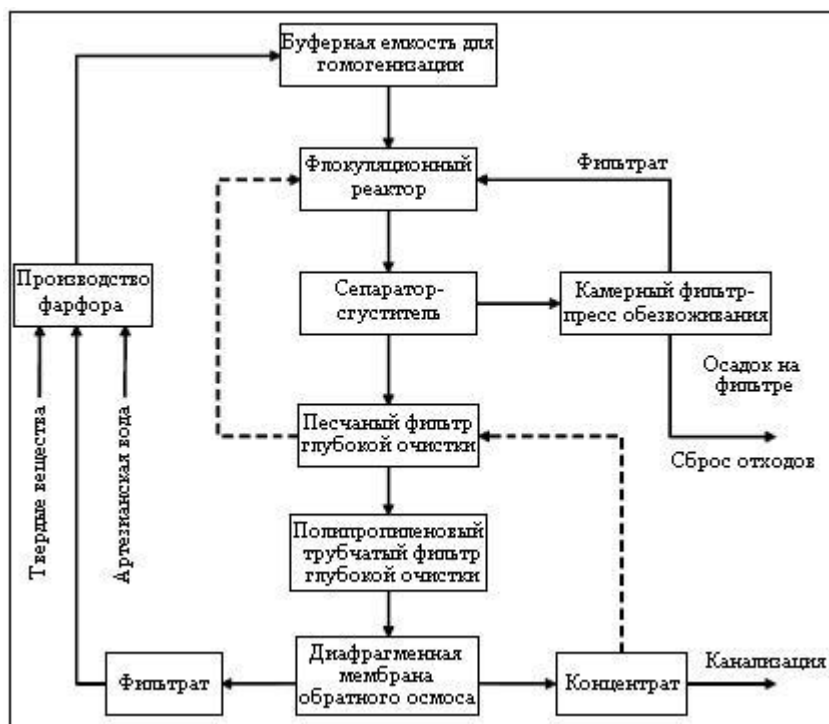 Буферная емкость для
гомогенизации
Флокуляционный
реактор
Фильтрат
Производство
фарфора
Сепаратор-
сгуститель
Камерный фильтр-
пресс обезвоживания
Осадок на
фильтре
Песчаный фильтр
глубокой очистки
Сброс отходов
Твердые вещества
Артезианская вода
Полипропиленовый
трубчатый фильтр
глубокой очистки
Фильтрат
Диафрагменная
мембрана
обратного осмоса
Концентрат
Канализация